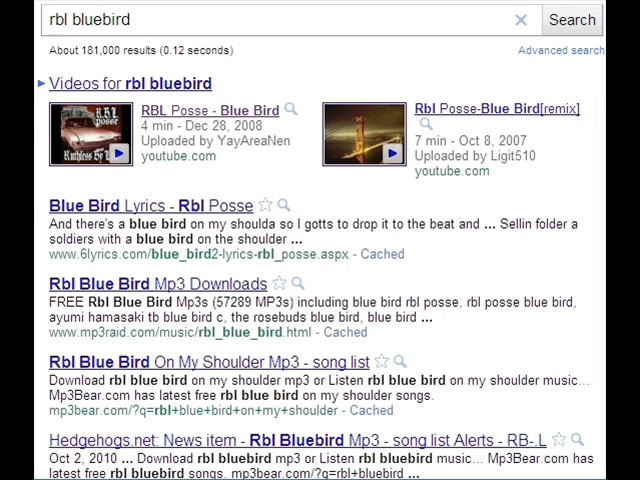 rbl bluebird
Search
About 181,000 results (0.12 seconds)
Advanced search
Videos for rbl bluebird
RBL Posse - Blue Bird
4 min - Dec 28, 2008
Uploaded by YayAreaNen
youtube.com
Rbl Posse-Blue Bird[remix]
7 min - Oct 8, 2007
Uploaded by Ligit510
youtube.com
R.B.L.
posse
Ruthless By L
Blue Bird Lyrics - Rbl Posse
And there's a blue bird on my shoulda so I gotts to drop it to the beat and ... Sellin folder a
soldiers with a blue bird on the shoulder ...
www.6lyrics.com/blue_bird2-lyrics-rbl_posse.aspx - Cached
Rbl Blue Bird Mp3 Downloads
FREE Rbl Blue Bird Mp3s (57289 MP3s) including blue bird rbl posse, rbl posse blue bird,
ayumi hamasaki tb blue bird c, the rosebuds blue bird, blue bird ...
www.mp3raid.com/music/rbl_blue_bird.html - Cached
Rbl Blue Bird On My Shoulder Mp3 - song list
Download rbl blue bird on my shoulder mp3 or Listen rbl blue bird on my shoulder music...
Mp3Bear.com has latest free rbl blue bird on my shoulder songs.
mp3bear.com/?q=rbl+blue+bird+on+my+shoulder - Cached
Hedgehogs.net: News item - Rbl Bluebird Mp3 - song list Alerts - RB-.L
Oct 2, 2010 ... Download rbl bluebird mp3 or Listen rbl bluebird music... Mp3Bear.com has
latest free rbl bluebird songs. mp3bear.com/?q=rbl+bluebird ...